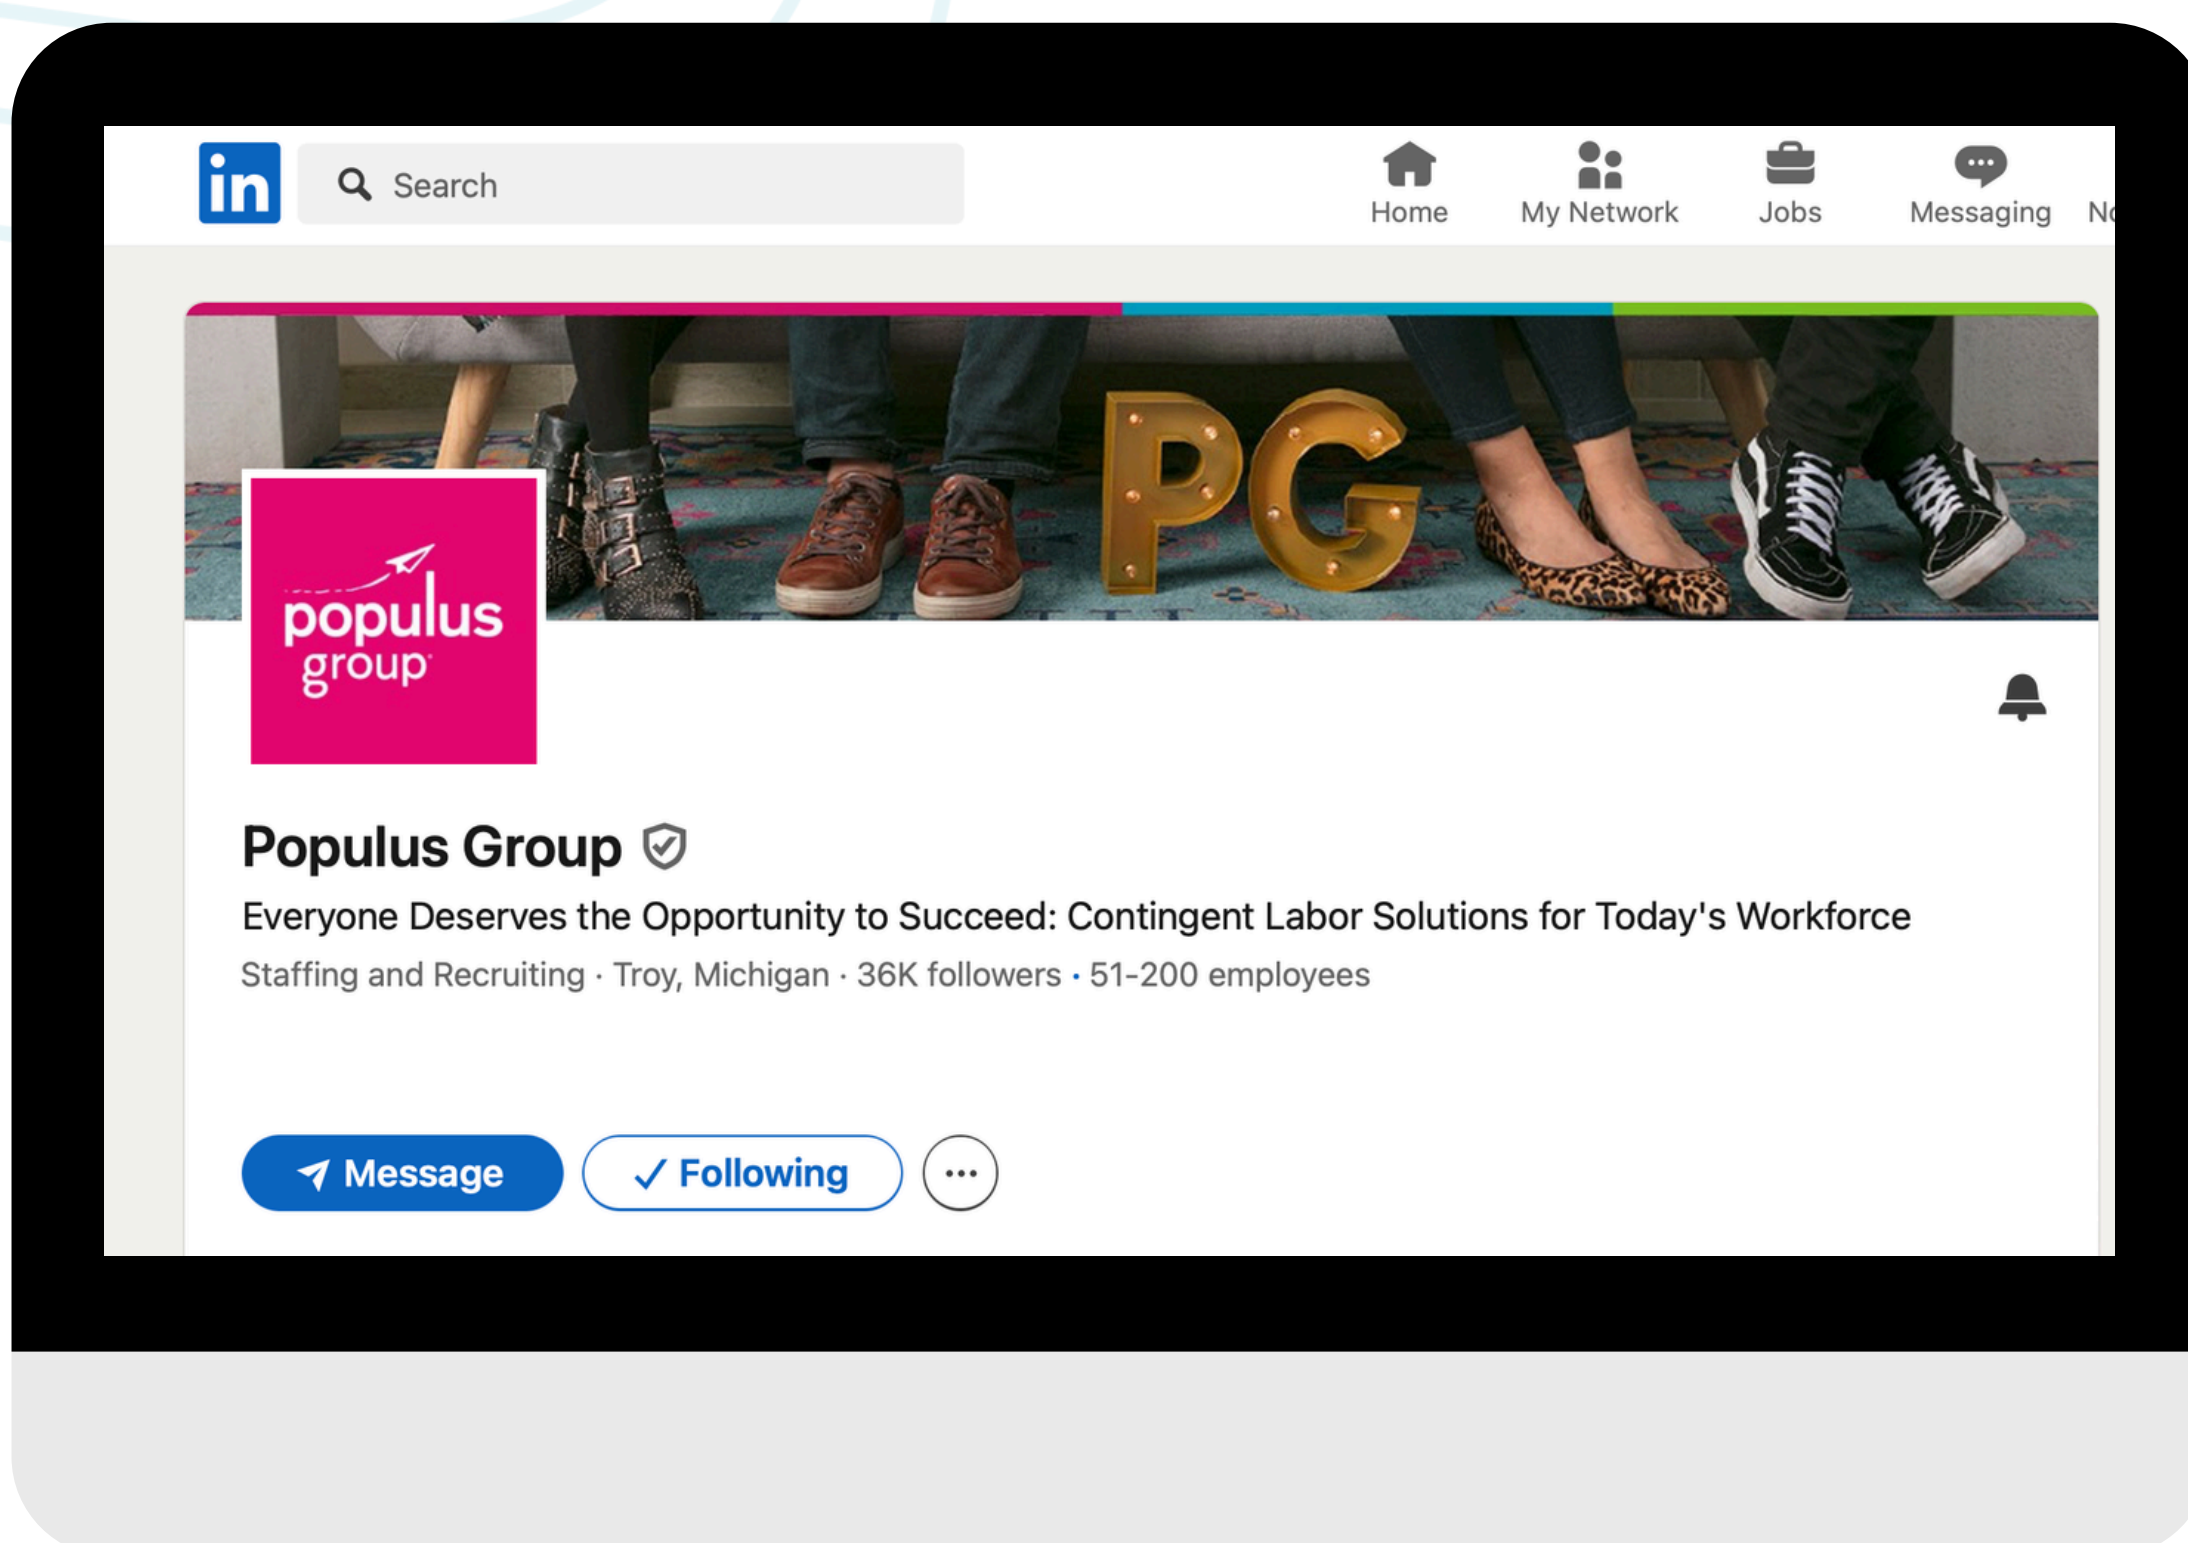 in
Search
Home
My Network
Jobs
Messaging
PG
populus
group
Populus Group
Everyone Deserves the Opportunity to Succeed: Contingent Labor Solutions for Today's Workforce
Staffing and Recruiting · Troy, Michigan · 36K followers · 51-200 employees
Message
Following